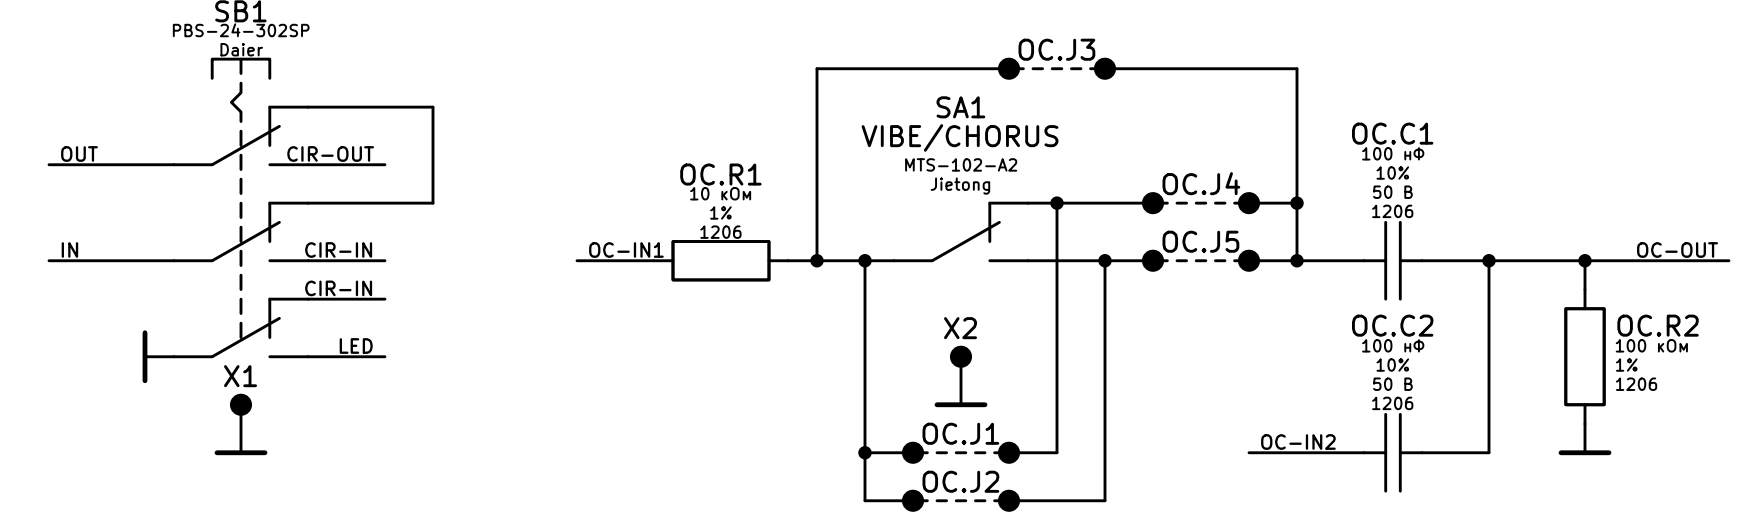 SB1
PBS-24-302SP
Daier
OUT
CIR-OUT
IN
CIR-IN
CIR-IN
LED
X1
OC.J3
SA1
VIBE/CHORUS
MTS-102-A2
Jietong
OC.R1
10 кОм
1%
1206
OC-IN1
OC.J4
OC.J5
X2
OC.J1
OC.J2
OC.C1
100 нФ
10%
50 В
1206
OC-OUT
OC.C2
100 нФ
10%
50 В
1206
OC-IN2
OC.R2
100 кОм
1%
1206